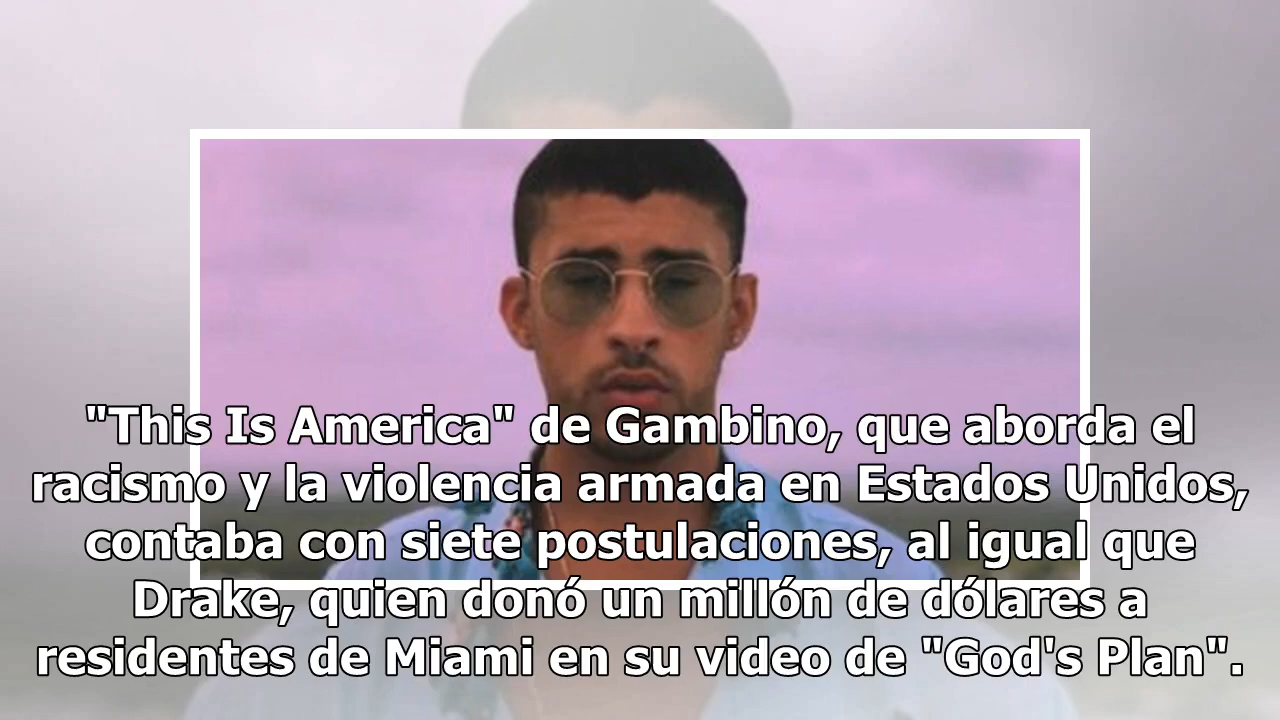 "This Is America" de Gambino, que aborda el
racismo y la violencia armada en Estados Unidos,
contaba con siete postulaciones, al igual que
Drake, quien donó un millón de dólares a
residentes de Miami en su video de "God's Plan".